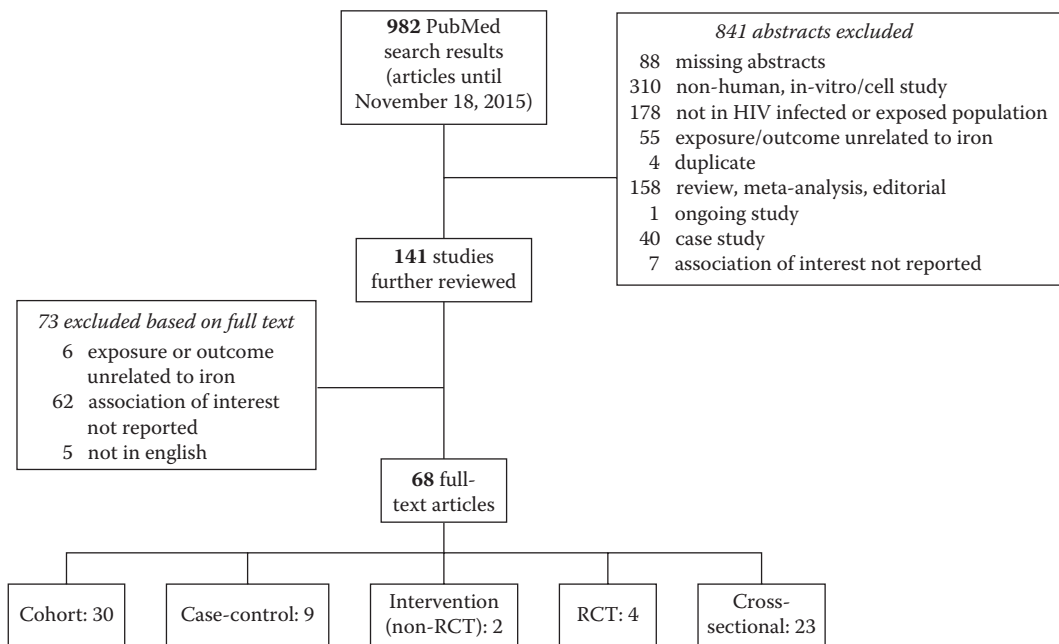 982 PubMed
search results
(articles until
November 18, 2015)
841 abstracts excluded
88 missing abstracts
310 non-human, in-vitro/cell study
178 not in HIV infected or exposed population
55 exposure/outcome unrelated to iron
4 duplicate
158 review, meta-analysis, editorial
1 ongoing study
40 case study
7 association of interest not reported
141 studies
further reviewed
73 excluded based on full text
6 exposure or outcome
unrelated to iron
62 association of interest
not reported
5 not in english
68 full-
text articles
Cohort: 30
Case-control: 9
Intervention
(non-RCT): 2
RCT: 4
Cross-
sectional: 23